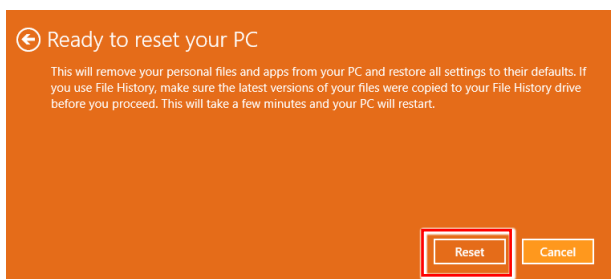 Ready to reset your PC
This will remove your personal files and apps from your PC and restore all settings to their defaults. If
you use File History, make sure the latest versions of your files were copied to your File History drive
before you proceed. This will take a few minutes and your PC will restart.
Reset
Cancel